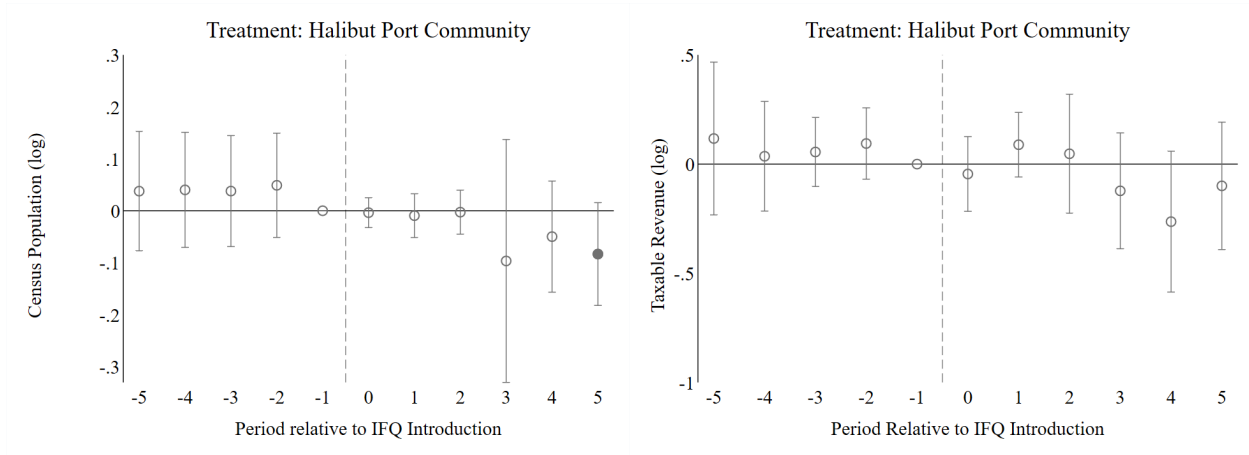 Treatment: Halibut Port Community
.3
.2
.1
0
-.1
-.2
-.3
Census Population (log)
-5 -4 -3 -2 -1 0 1 2 3 4 5
Period relative to IFQ Introduction
Treatment: Halibut Port Community
.5
0
-.5
-1
Taxable Revenue (log)
-5 -4 -3 -2 -1 0 1 2 3 4 5
Period Relative to IFQ Introduction